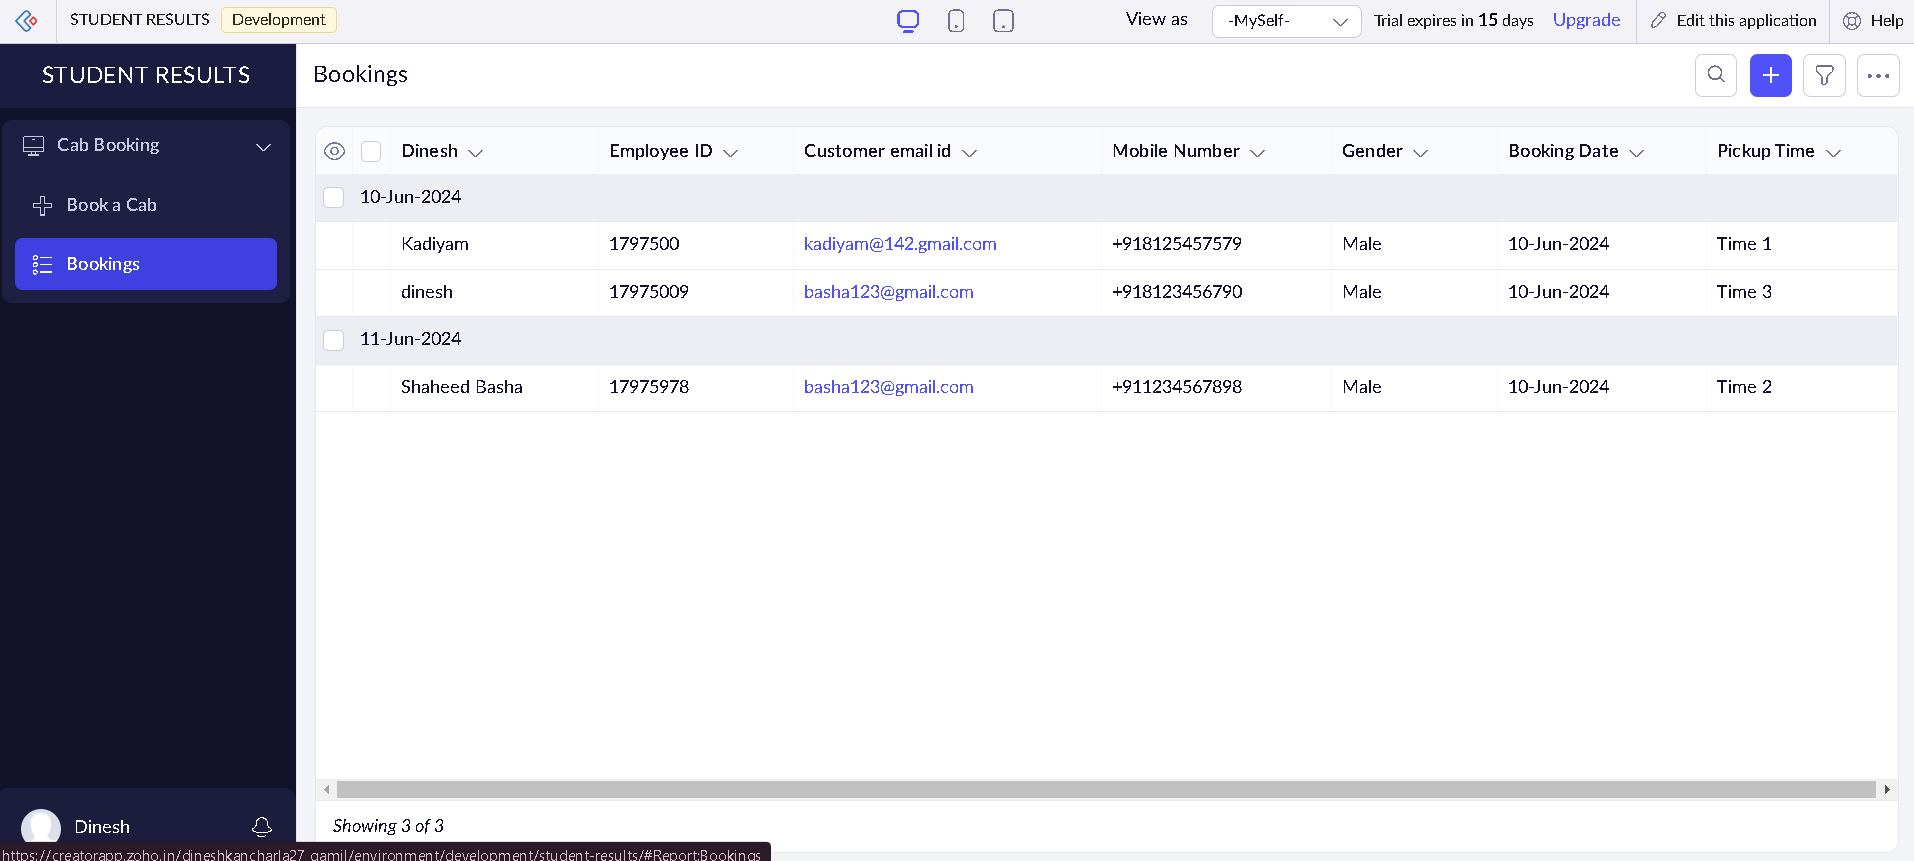 STUDENT RESULTS Development View as -MySelf- Trial expires in 15 days Upgrade Edit this application Help
STUDENT RESULTS
Bookings
Cab Booking
Book a Cab
Bookings
Dinesh Employee ID Customer email id Mobile Number Gender Booking Date Pickup Time
10-Jun-2024
Kadiyam 1797500 kadiyam@142.gmail.com +918125457579 Male 10-Jun-2024 Time 1
dinesh 17975009 basha123@gmail.com +918123456790 Male 10-Jun-2024 Time 3
11-Jun-2024
Shaheed Basha 17975978 basha123@gmail.com +911234567898 Male 10-Jun-2024 Time 2
Showing 3 of 3
Dinesh
https://creatorapp.zoho.in/dineshkancharla27_gamil/environment/development/student-results/#Report:Bookings